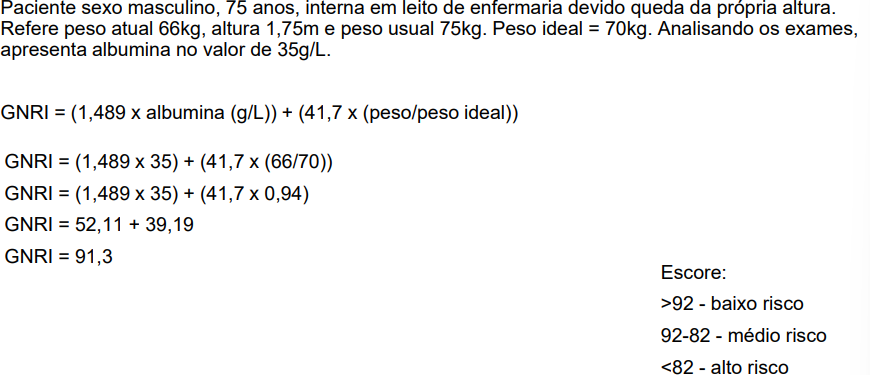 Paciente sexo masculino, 75 anos, interna em leito de enfermaria devido queda da própria altura.
Refere peso atual 66kg, altura 1,75m e peso usual 75kg. Peso ideal = 70kg. Analisando os exames,
apresenta albumina no valor de 35g/L.
GNRI = (1,489 x albumina (g/L)) + (41,7 x (peso/peso ideal))
GNRI = (1,489 x 35) + (41,7 x (66/70))
GNRI = (1,489 x 35) + (41,7 x 0,94)
GNRI = 52,11 + 39,19
GNRI = 91,3
Escore:
>92 - baixo risco
92-82 - médio risco
<82 - alto risco